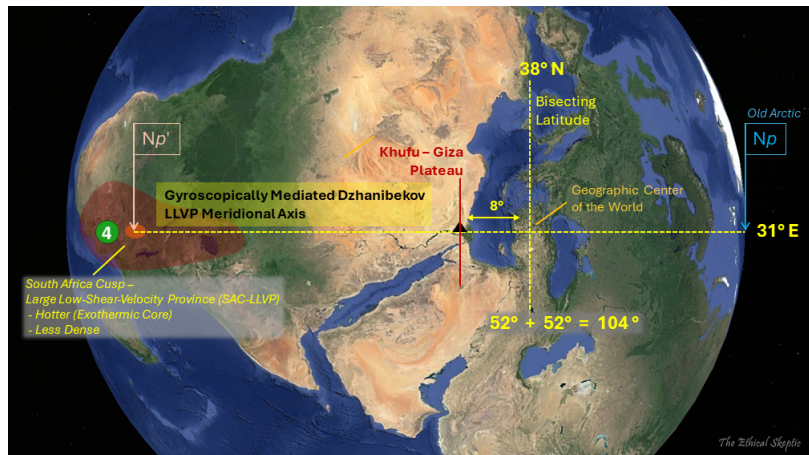 38° N
Bisecting
Latitude
Old Arctic
Np'
Np
Khufu – Giza
Plateau
Gyroscopically Mediated Dzhanibekov
LLVP Meridional Axis
8°
Geographic Center
of the World
4
31° E
South Africa Cusp –
Large Low-Shear-Velocity Province (SAC-LLVP)
- Hotter (Exothermic Core)
- Less Dense
52° + 52° = 104°
The Ethical Skeptic